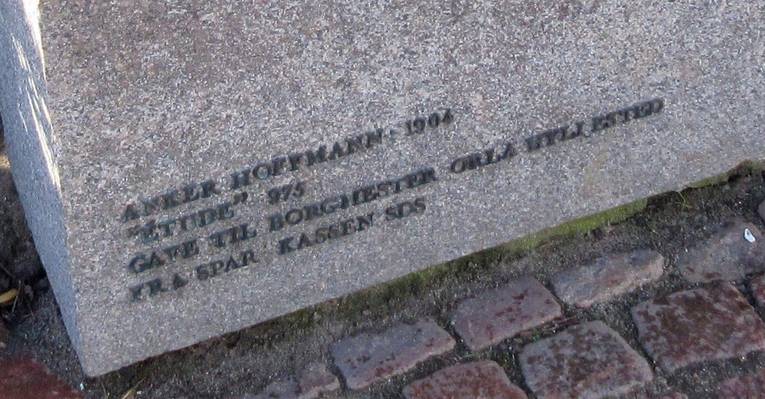 ANKER HOFFMANN · 1904
"ETUDE" 975
GAVE TIL BORGMESTER ORLA HYLLESTED
FRA SPAR KASSEN SDS